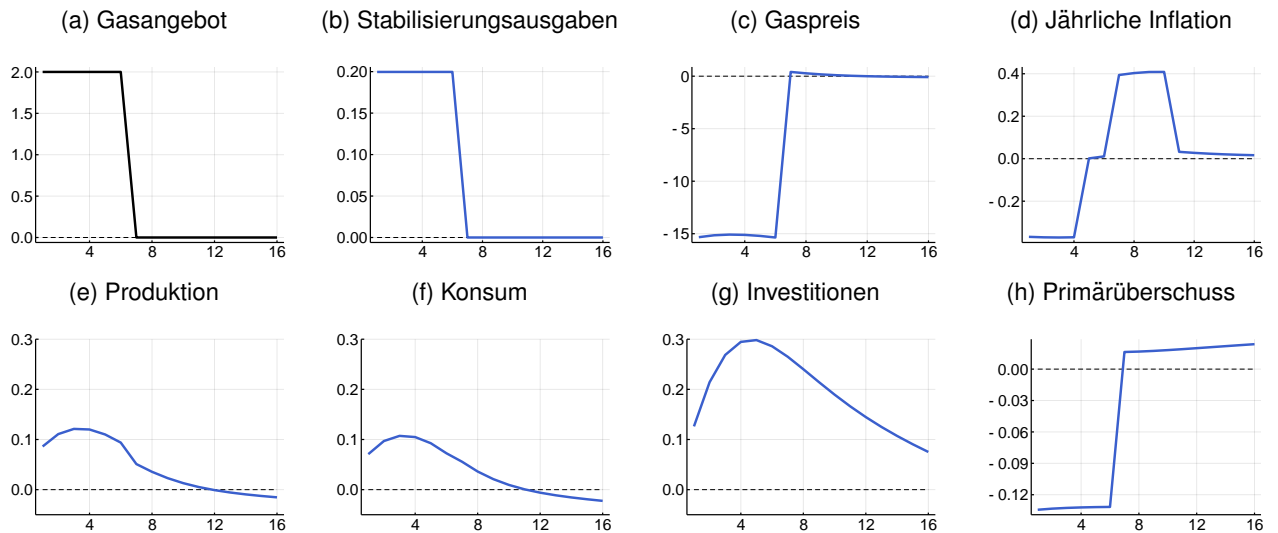 (a) Gasangebot
(b) Stabilisierungsausgaben
(c) Gaspreis
(d) Jährliche Inflation
2.0
1.5
1.0
0.5
0.0
4 8 12 16
0.20
0.15
0.10
0.05
0.00
4 8 12 16
0
- 5
- 10
- 15
4 8 12 16
0.4
0.2
0.0
- 0.2
4 8 12 16
(e) Produktion
(f) Konsum
(g) Investitionen
(h) Primärüberschuss
0.3
0.2
0.1
0.0
4 8 12 16
0.3
0.2
0.1
0.0
4 8 12 16
0.3
0.2
0.1
0.0
4 8 12 16
0.00
- 0.03
- 0.06
- 0.09
- 0.12
4 8 12 16